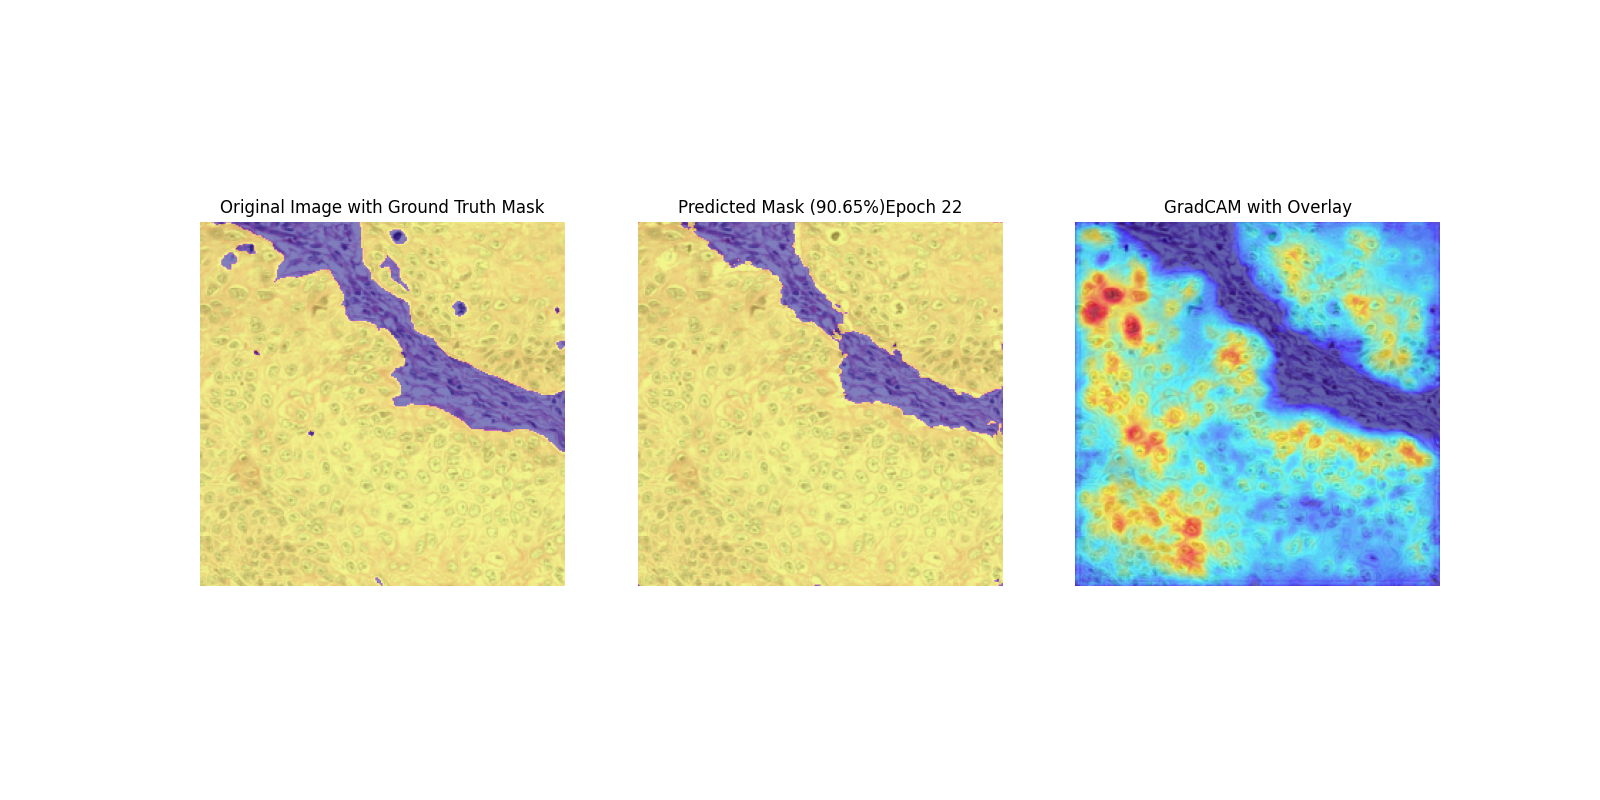 Original Image with Ground Truth Mask
Predicted Mask (90.65%)Epoch 22
GradCAM with Overlay